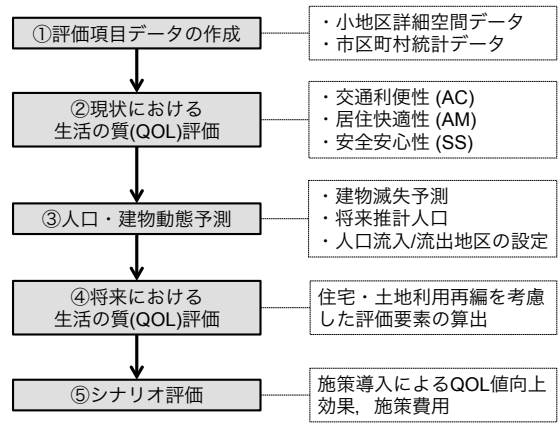 ①評価項目データの作成
・小地区詳細空間データ
・市区町村統計データ
②現状における
生活の質(QOL)評価
・交通利便性 (AC)
・居住快適性 (AM)
・安全安心性 (SS)
③人口・建物動態予測
・建物滅失予測
・将来推計人口
・人口流入/流出地区の設定
④将来における
生活の質(QOL)評価
住宅・土地利用再編を考慮
した評価要素の算出
⑤シナリオ評価
施策導入によるQOL値向上
効果，施策費用